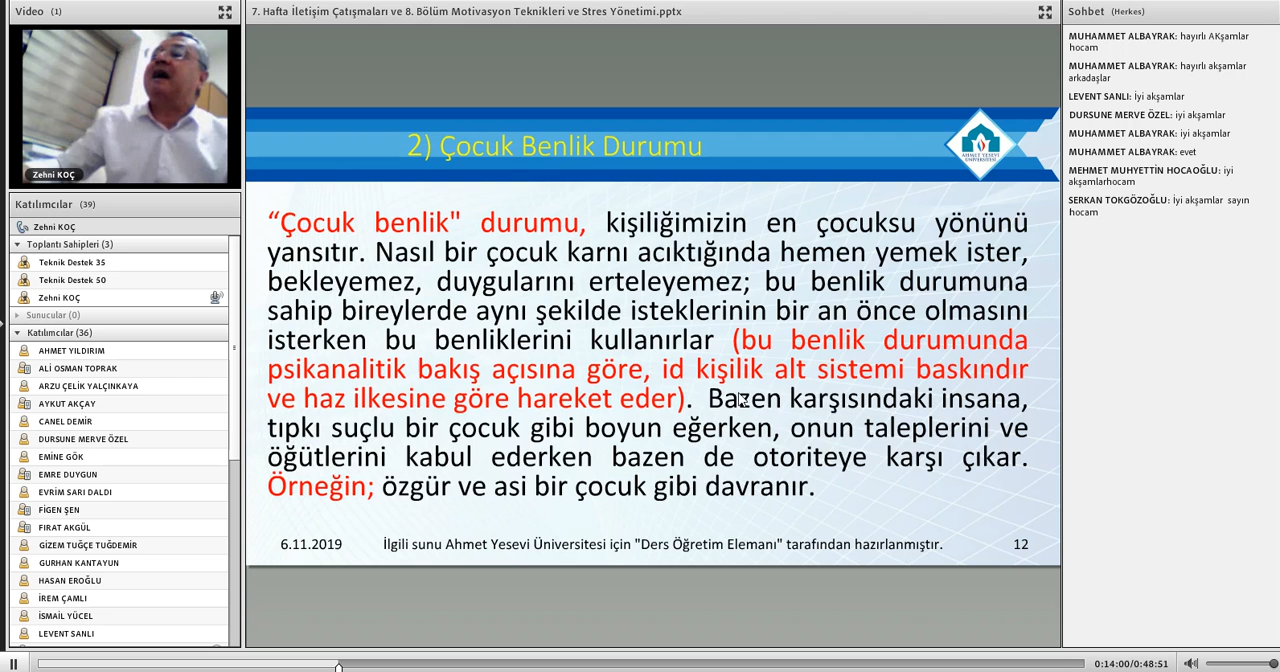 Video (1)
Zehni KOÇ
Katılımcılar (39)
Zehni KOÇ
Toplantı Sahipleri (3)
Teknik Destek 35
Teknik Destek 50
Zehni KOÇ
Sunucular (0)
Katılımcılar (36)
AHMET YILDIRIM
ALİ OSMAN TOPRAK
ARZU ÇELİK YALÇINKAYA
AYKUT AKÇAY
CANEL DEMİR
DURSUNE MERVE ÖZEL
EMİNE GÖK
EMRE DUYGUN
EVRİM SARI DALDI
FİGEN ŞEN
FIRAT AKGÜL
GİZEM TUĞÇE TUĞDEMİR
GURHAN KANTAYUN
HASAN EROĞLU
İREM ÇAMLI
İSMAİL YÜCEL
LEVENT SANLI
7. Hafta İletişim Çatışmaları ve 8. Bölüm Motivasyon Teknikleri ve Stres Yönetimi.pptx
2) Çocuk Benlik Durumu
AHMET YESEVİ
ÜNİVERSİTESİ
“Çocuk benlik" durumu, kişiliğimizin en çocuksu yönünü
yansıtır. Nasıl bir çocuk karnı acıktığında hemen yemek ister,
bekleyemez, duygularını erteleyemez; bu benlik durumuna
sahip bireylerde aynı şekilde isteklerinin bir an önce olmasını
isterken bu benliklerini kullanırlar (bu benlik durumunda
psikanalitik bakış açısına göre, id kişilik alt sistemi baskındır
ve haz ilkesine göre hareket eder). Bazen karşısındaki insana,
tıpkı suçlu bir çocuk gibi boyun eğerken, onun taleplerini ve
öğütlerini kabul ederken bazen de otoriteye karşı çıkar.
Örneğin; özgür ve asi bir çocuk gibi davranır.
6.11.2019 İlgili sunu Ahmet Yesevi Üniversitesi için "Ders Öğretim Elemanı" tarafından hazırlanmıştır. 12
Sohbet (Herkes)
MUHAMMET ALBAYRAK: hayırlı AKşamlar
hocam
MUHAMMET ALBAYRAK: hayırlı akşamlar
arkadaşlar
LEVENT SANLI: İyi akşamlar
DURSUNE MERVE ÖZEL: iyi akşamlar
MUHAMMET ALBAYRAK: iyi akşamlar
MUHAMMET ALBAYRAK: evet
MEHMET MUHYETTİN HOCAOĞLU: iyi
akşamlarhocam
SERKAN TOKGÖZOĞLU: İyi akşamlar sayın
hocam
0:14:00/0:48:51